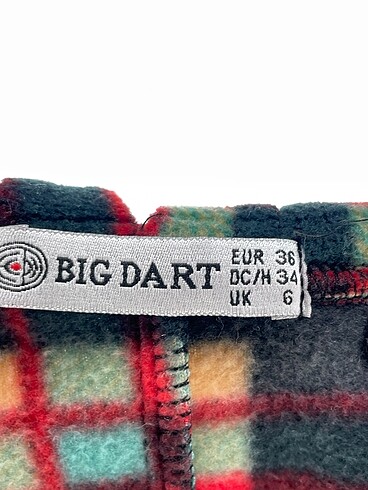 BIG DART
EUR 36
DC/H 34
UK 6